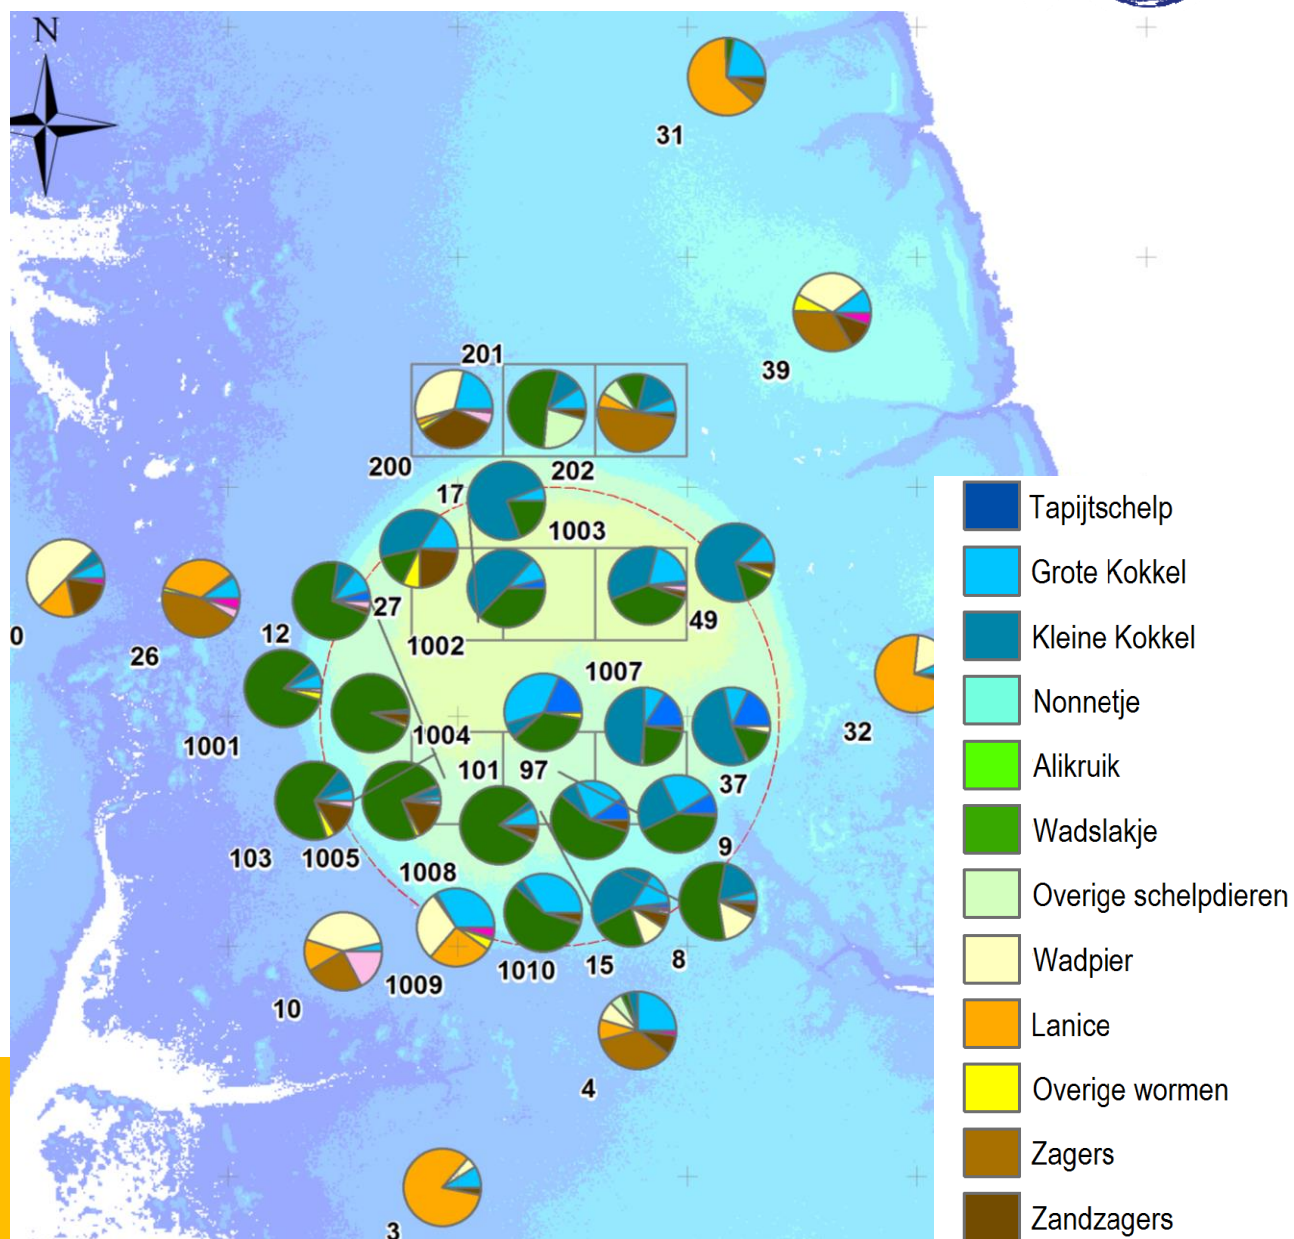 N
31
39
201
200
202
17
1003
0
26
12
27
1002
49
1007
1001
1004
32
101
97
37
103
1005
1008
9
10
1009
1010
15
8
4
3
Tapijtschelp
Grote Kokkel
Kleine Kokkel
Nonnetje
Alikruik
Wadslakje
Overige schelpdieren
Wadpier
Lanice
Overige wormen
Zagers
Zandzagers